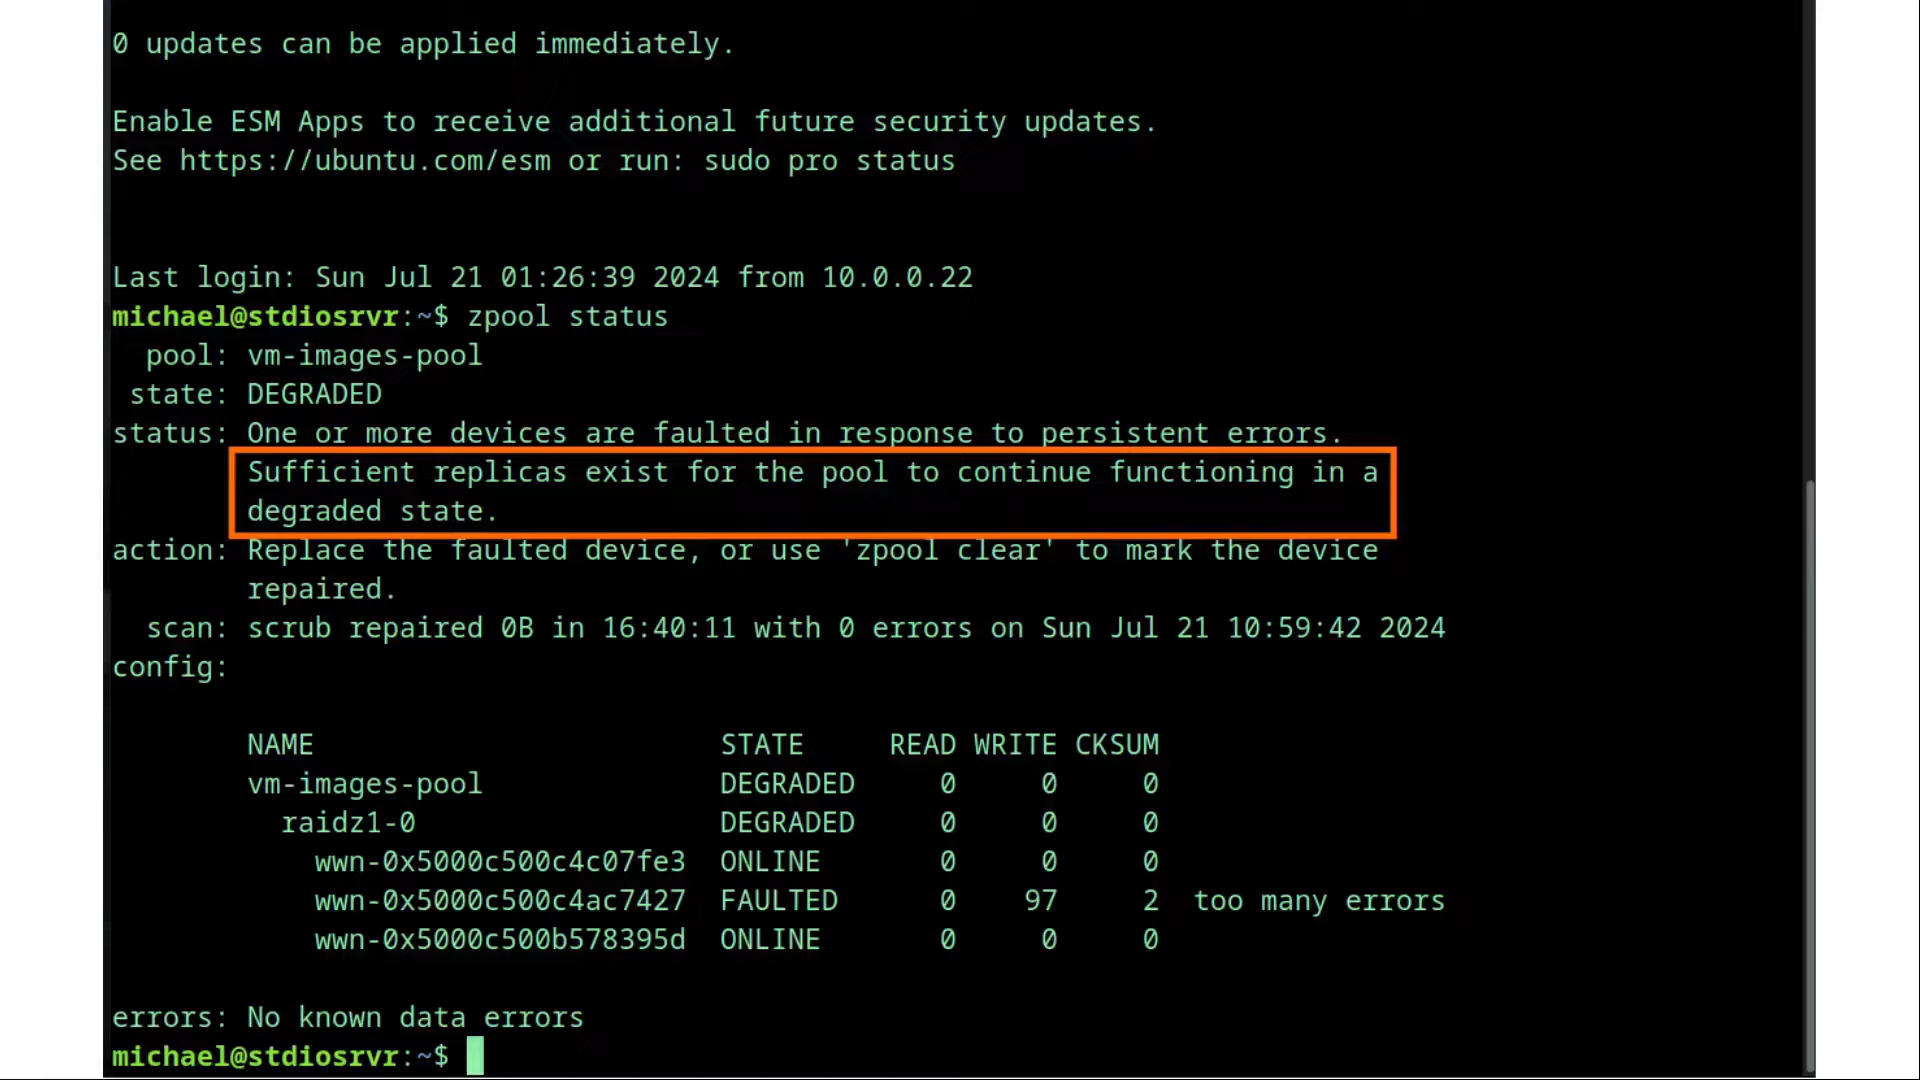 0 updates can be applied immediately.
Enable ESM Apps to receive additional future security updates.
See https://ubuntu.com/esm or run: sudo pro status
Last login: Sun Jul 21 01:26:39 2024 from 10.0.0.22
michael@stdiosrvr:~$ zpool status
pool: vm-images-pool
state: DEGRADED
status: One or more devices are faulted in response to persistent errors.
Sufficient replicas exist for the pool to continue functioning in a
degraded state.
action: Replace the faulted device, or use 'zpool clear' to mark the device
repaired.
scan: scrub repaired 0B in 16:40:11 with 0 errors on Sun Jul 21 10:59:42 2024
config:
NAME STATE READ WRITE CKSUM
vm-images-pool DEGRADED 0 0 0
raidz1-0 DEGRADED 0 0 0
wwn-0x5000c500c4c07fe3 ONLINE 0 0 0
wwn-0x5000c500c4ac7427 FAULTED 0 97 2 too many errors
wwn-0x5000c500b578395d ONLINE 0 0 0
errors: No known data errors
michael@stdiosrvr:~$